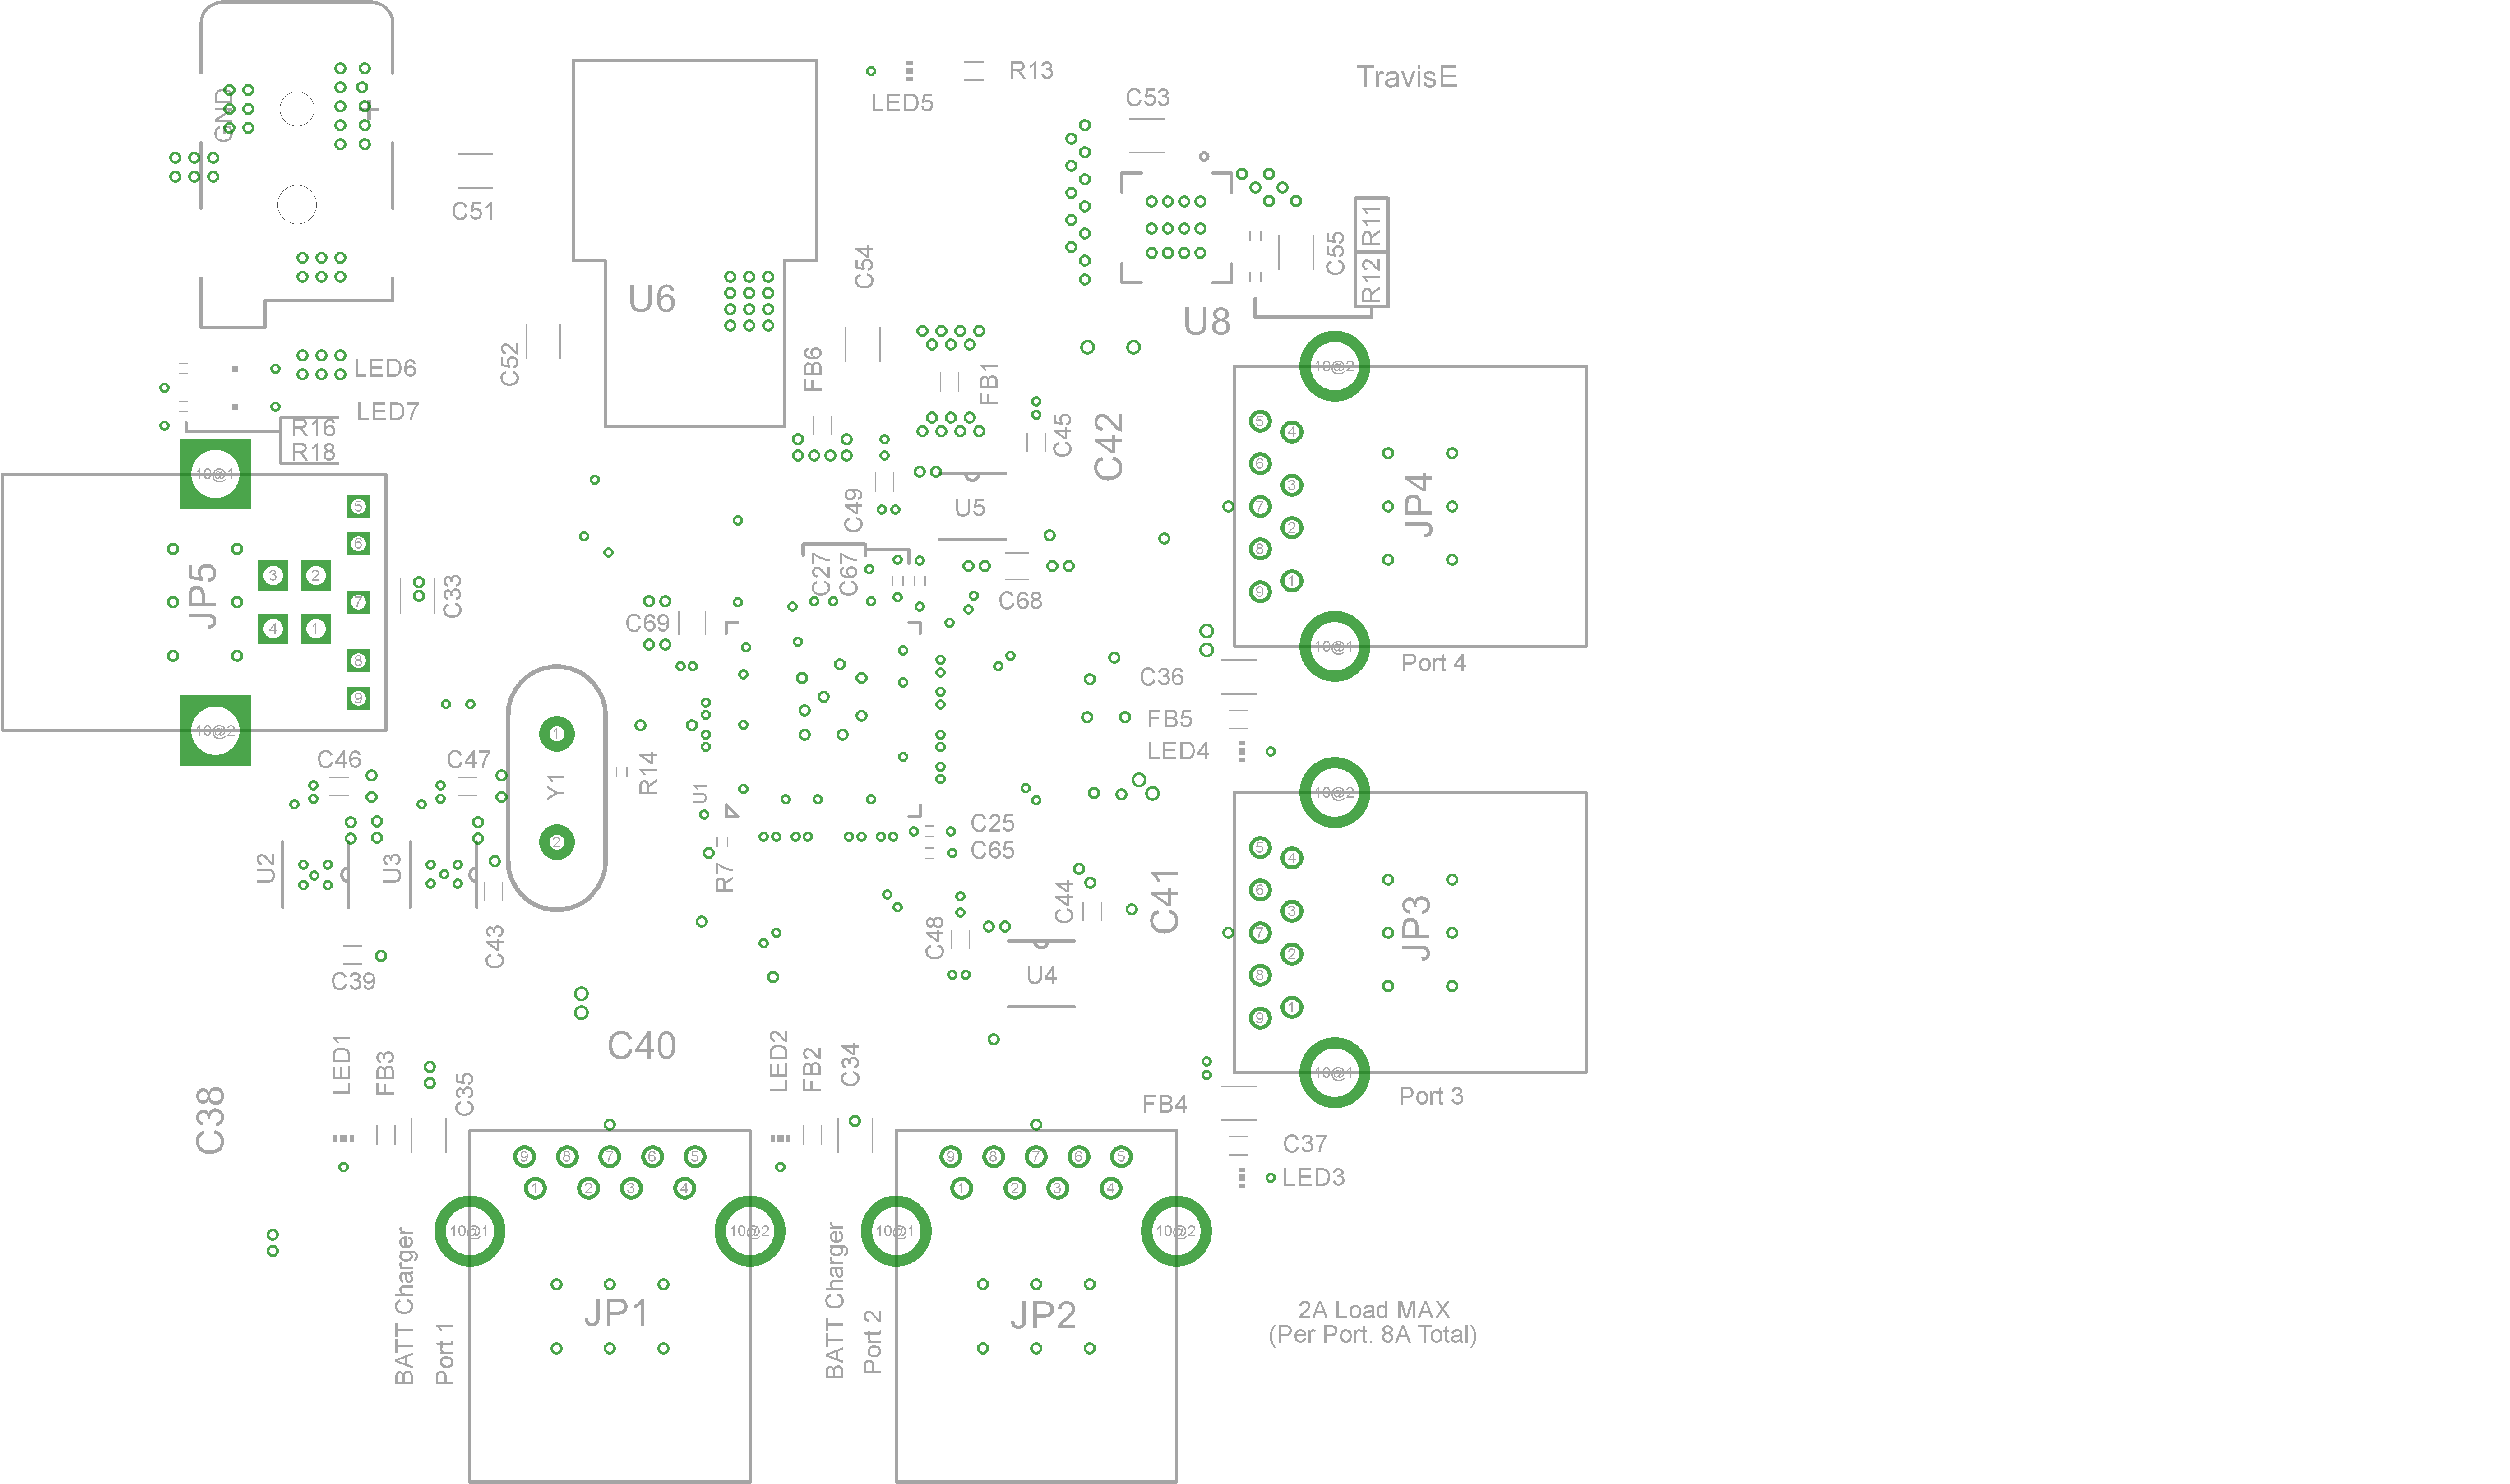 R13
TravisE
LED5
C53
GND
+
C51
R11
C55
R12
C54
U6
U8
C52
FB6
FB1
LED6
LED7
R16
R18
C45
C42
10@2
5
4
6
3
7
2
8
1
9
JP4
10@1
Port 4
10@1
5
6
3
2
7
4
1
8
9
JP5
10@2
C33
C49
U5
C27
C67
C68
C69
C36
FB5
LED4
C46
C47
1
Y1
2
R14
U1
R7
C25
C65
U2
U3
C43
C39
C48
C44
C41
U4
10@2
5
4
6
3
7
2
8
1
9
JP3
10@1
Port 3
LED1
FB3
C35
C40
LED2
FB2
C34
C38
FB4
C37
LED3
9
8
7
6
5
1
2
3
4
10@1
10@2
JP1
BATT Charger
Port 1
9
8
7
6
5
1
2
3
4
10@1
10@2
JP2
BATT Charger
Port 2
2A Load MAX
(Per Port. 8A Total)